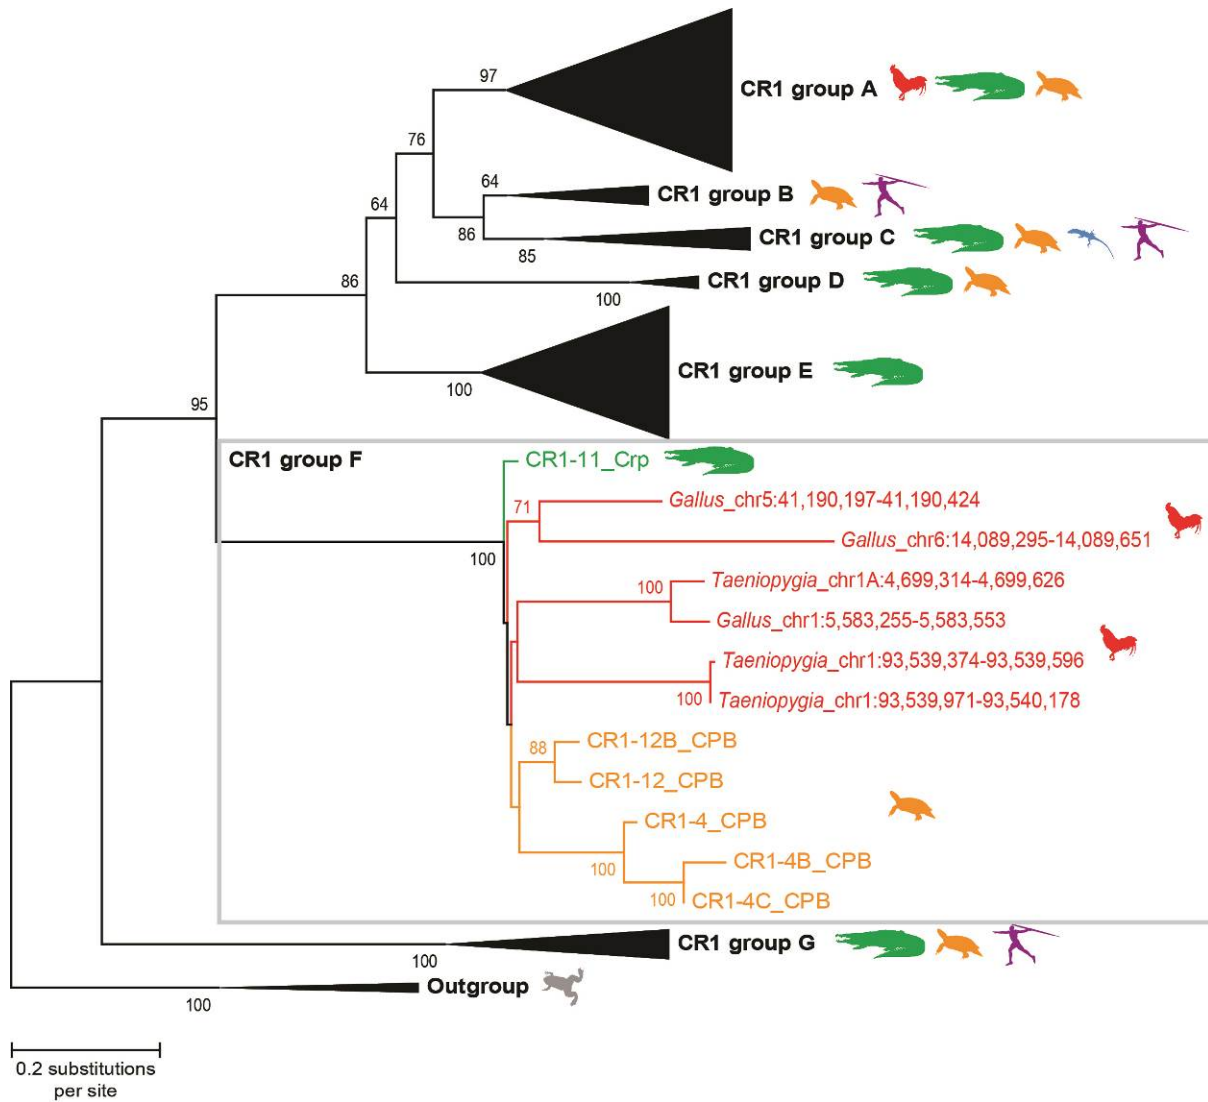 97
CR1 group A
76
64
CR1 group B
64
86
CR1 group C
85
86
CR1 group D
100
CR1 group E
100
95
CR1 group F
CR1-11_Crp
71
Gallus_chr5:41,190,197-41,190,424
Gallus_chr6:14,089,295-14,089,651
100
100
Taeniopygia_chr1A:4,699,314-4,699,626
Gallus_chr1:5,583,255-5,583,553
Taeniopygia_chr1:93,539,374-93,539,596
100
Taeniopygia_chr1:93,539,971-93,540,178
88
CR1-12B_CPB
CR1-12_CPB
CR1-4_CPB
100
CR1-4B_CPB
100
CR1-4C_CPB
CR1 group G
100
Outgroup
100
0.2 substitutions
per site